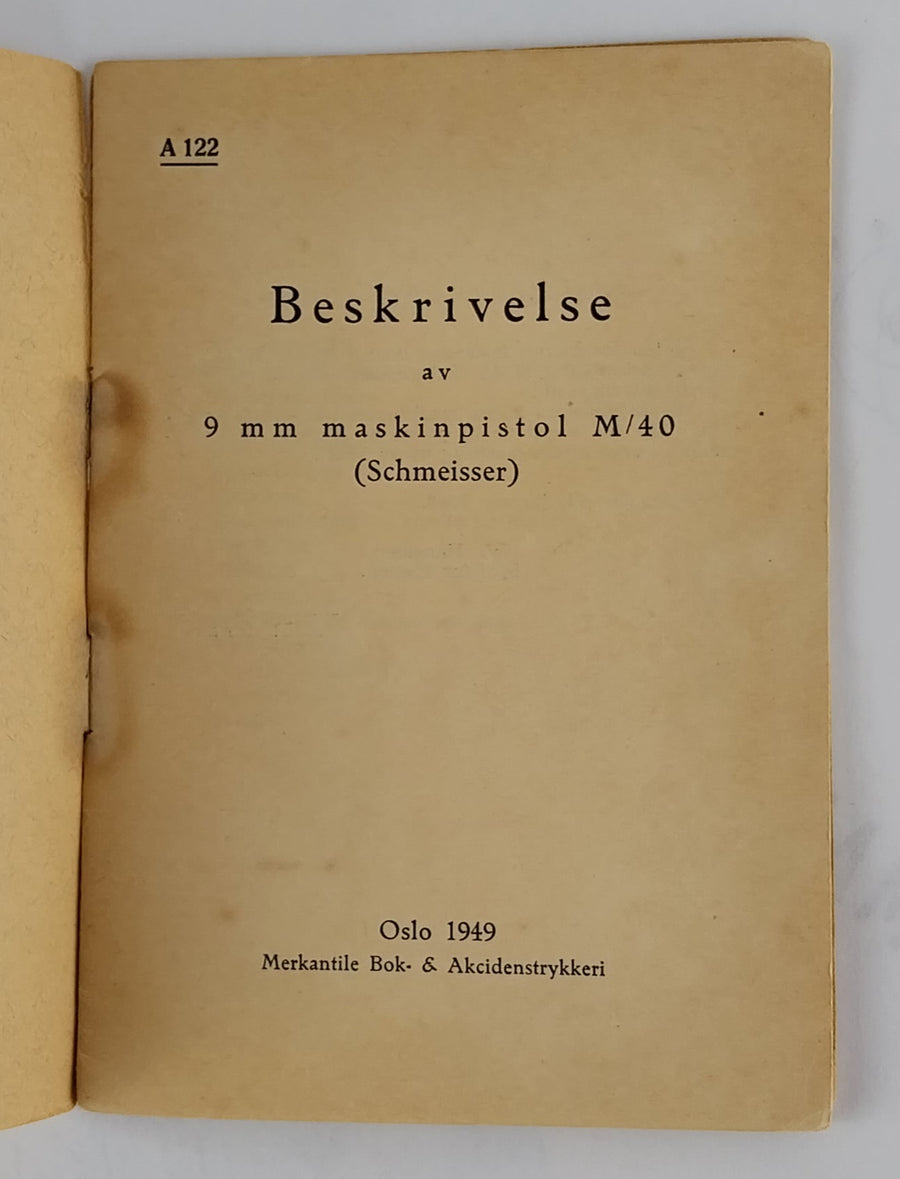 A 122
Beskrivelse
av
9 mm maskinpistol M/40
(Schmeisser)
Oslo 1949
Merkantile Bok- & Akcidenstrykkeri